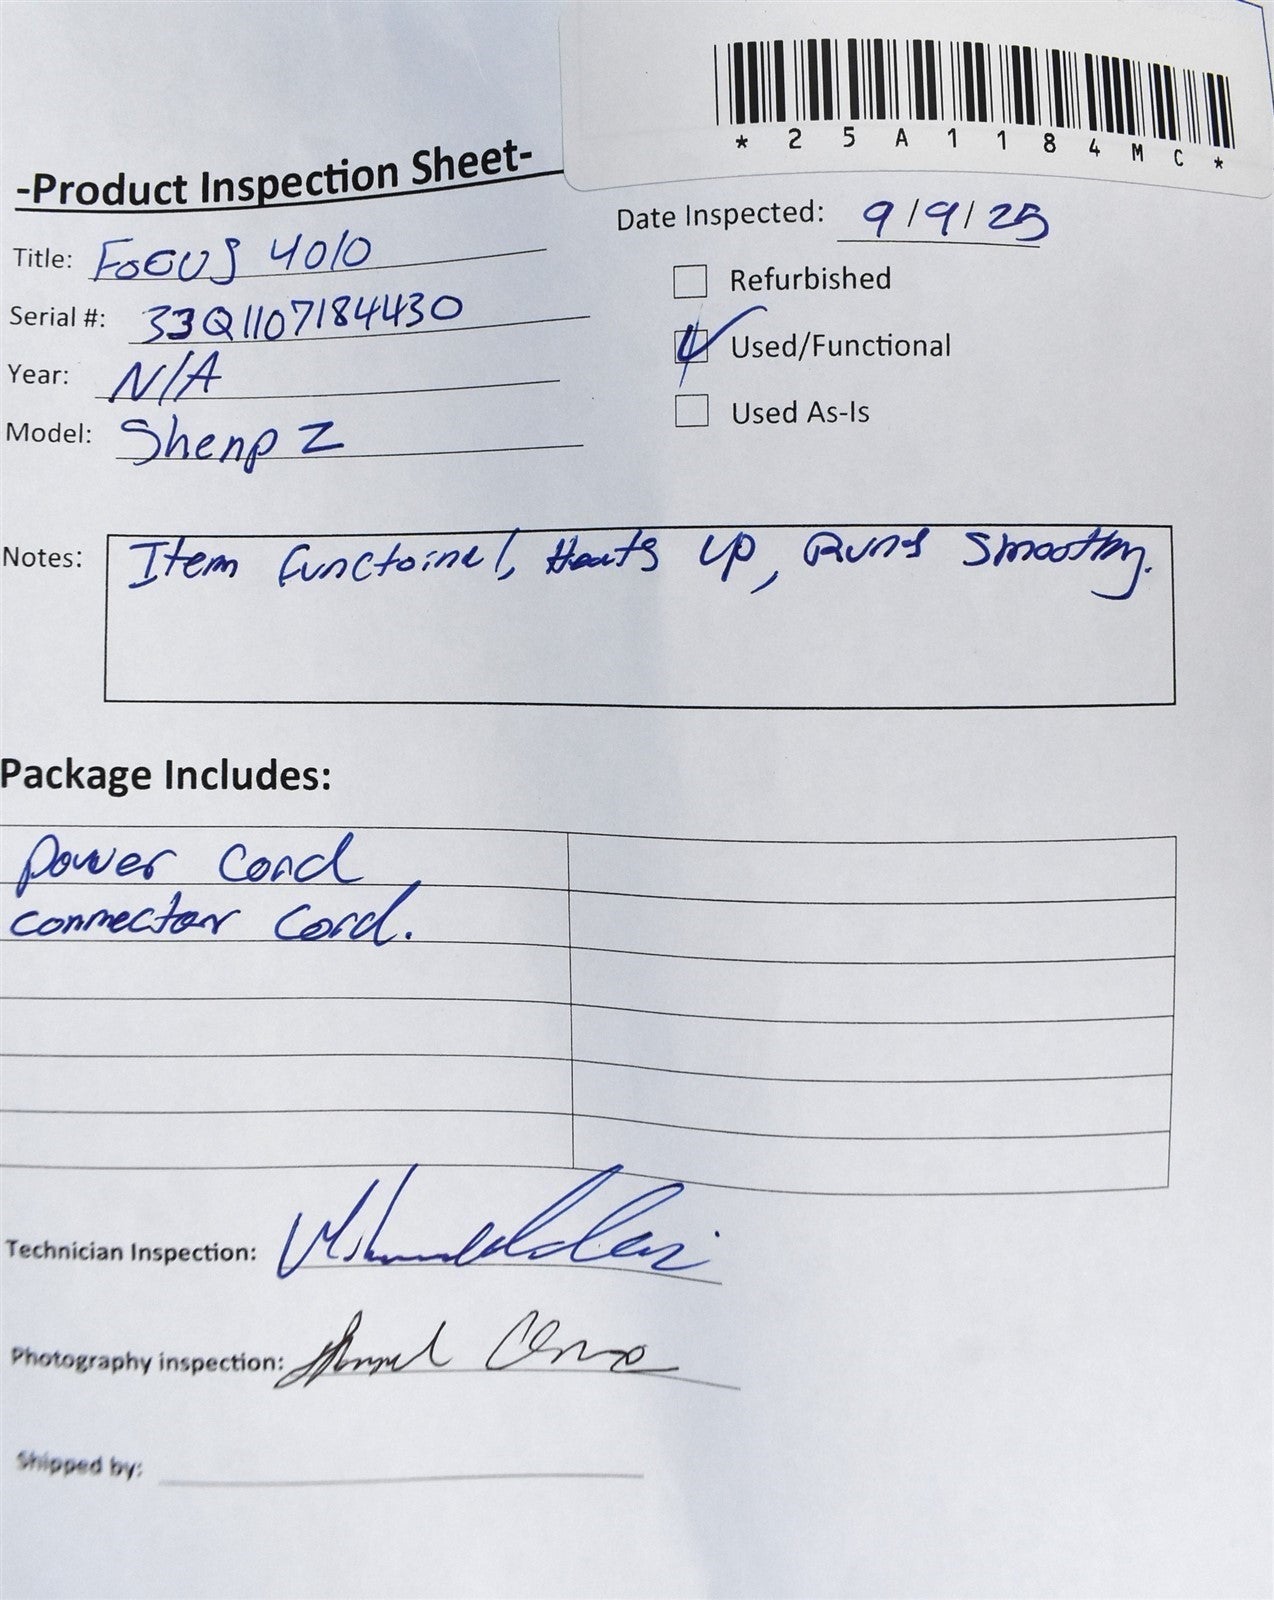 *25A1184MC*
-Product Inspection Sheet-
Date Inspected: 9/9/25
Title: Focus 4010
Serial #: 33Q1107184430
Year: N/A
Model: Shenp Z
Refurbished
Used/Functional
Used As-Is
Notes: Item functoinel, Heats up, Runs Smoothy.
Package Includes:
power Cord
connector Cord.
Technician Inspection:
Photography inspection:
Shipped by: